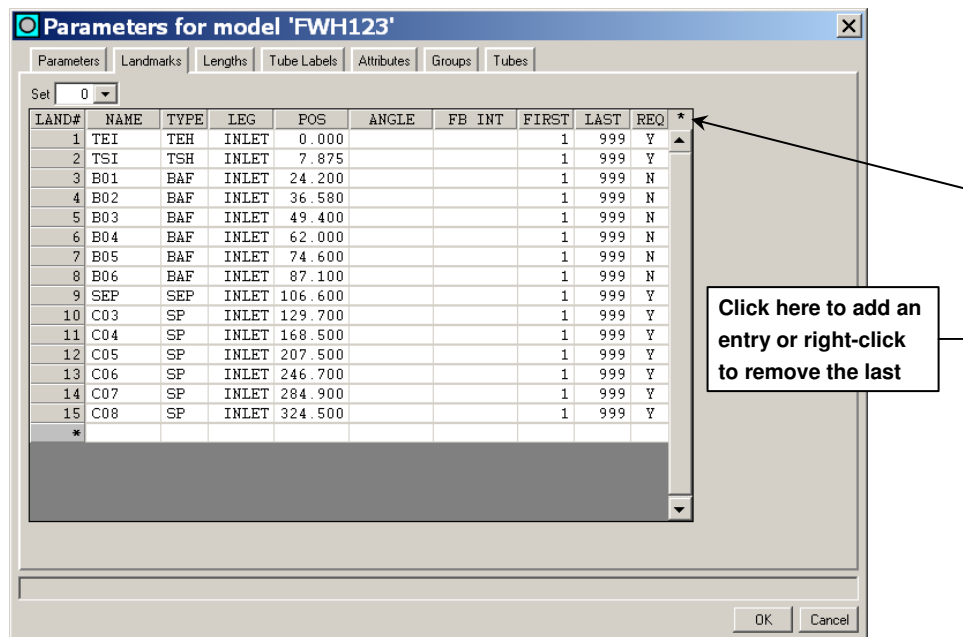 Parameters for model 'FWH123'
Parameters Landmarks Lengths Tube Labels Attributes Groups Tubes
Set 0
LAND# NAME TYPE LEG POS ANGLE FB INT FIRST LAST REQ *
1 TEI TEH INLET 0.000 1 999 Y
2 TSI TSH INLET 7.875 1 999 Y
3 B01 BAF INLET 24.200 1 999 N
4 B02 BAF INLET 36.580 1 999 N
5 B03 BAF INLET 49.400 1 999 N
6 B04 BAF INLET 62.000 1 999 N
7 B05 BAF INLET 74.600 1 999 N
8 B06 BAF INLET 87.100 1 999 N
9 SEP SEP INLET 106.600 1 999 Y
10 C03 SP INLET 129.700 1 999 Y
11 C04 SP INLET 168.500 1 999 Y
12 C05 SP INLET 207.500 1 999 Y
13 C06 SP INLET 246.700 1 999 Y
14 C07 SP INLET 284.900 1 999 Y
15 C08 SP INLET 324.500 1 999 Y
*
Click here to add an
entry or right-click
to remove the last
OK Cancel